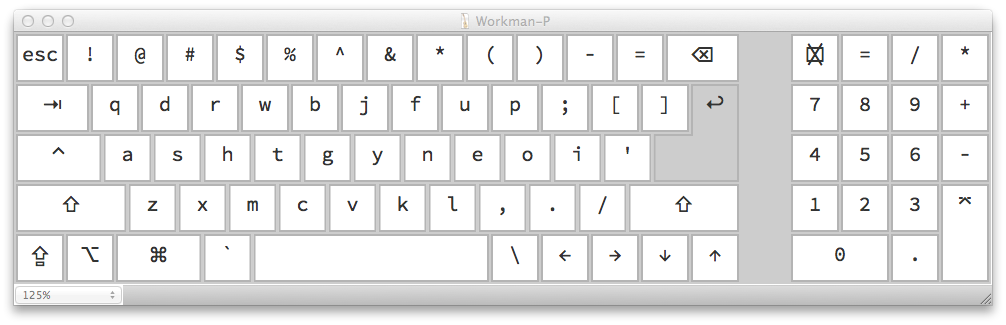 Workman-P
esc ! @ # $ % ^ & * ( ) - = ⌫ ⌧ = / *
⇥ q d r w b j f u p ; [ ] ↩ 7 8 9 +
^ a s h t g y n e o i ' 4 5 6 -
⇧ z x m c v k l , . / ⇧ 1 2 3 ⌤
⇪ ⌥ ⌘ ` \ ← → ↓ ↑ 0 .
125%